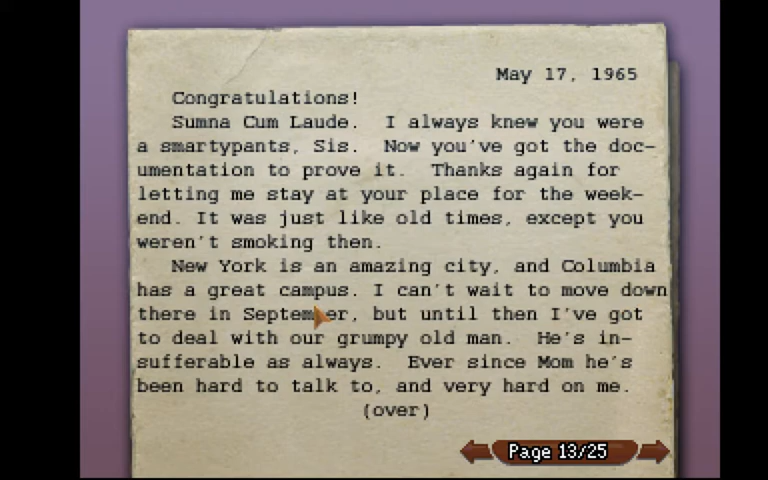 May 17, 1965
Congratulations!
Sumna Cum Laude. I always knew you were
a smartypants, Sis. Now you've got the doc-
umentation to prove it. Thanks again for
letting me stay at your place for the week-
end. It was just like old times, except you
weren't smoking then.
New York is an amazing city, and Columbia
has a great campus. I can't wait to move down
there in September, but until then I've got
to deal with our grumpy old man. He's in-
sufferable as always. Ever since Mom he's
been hard to talk to, and very hard on me.
(over)
Page 13/25